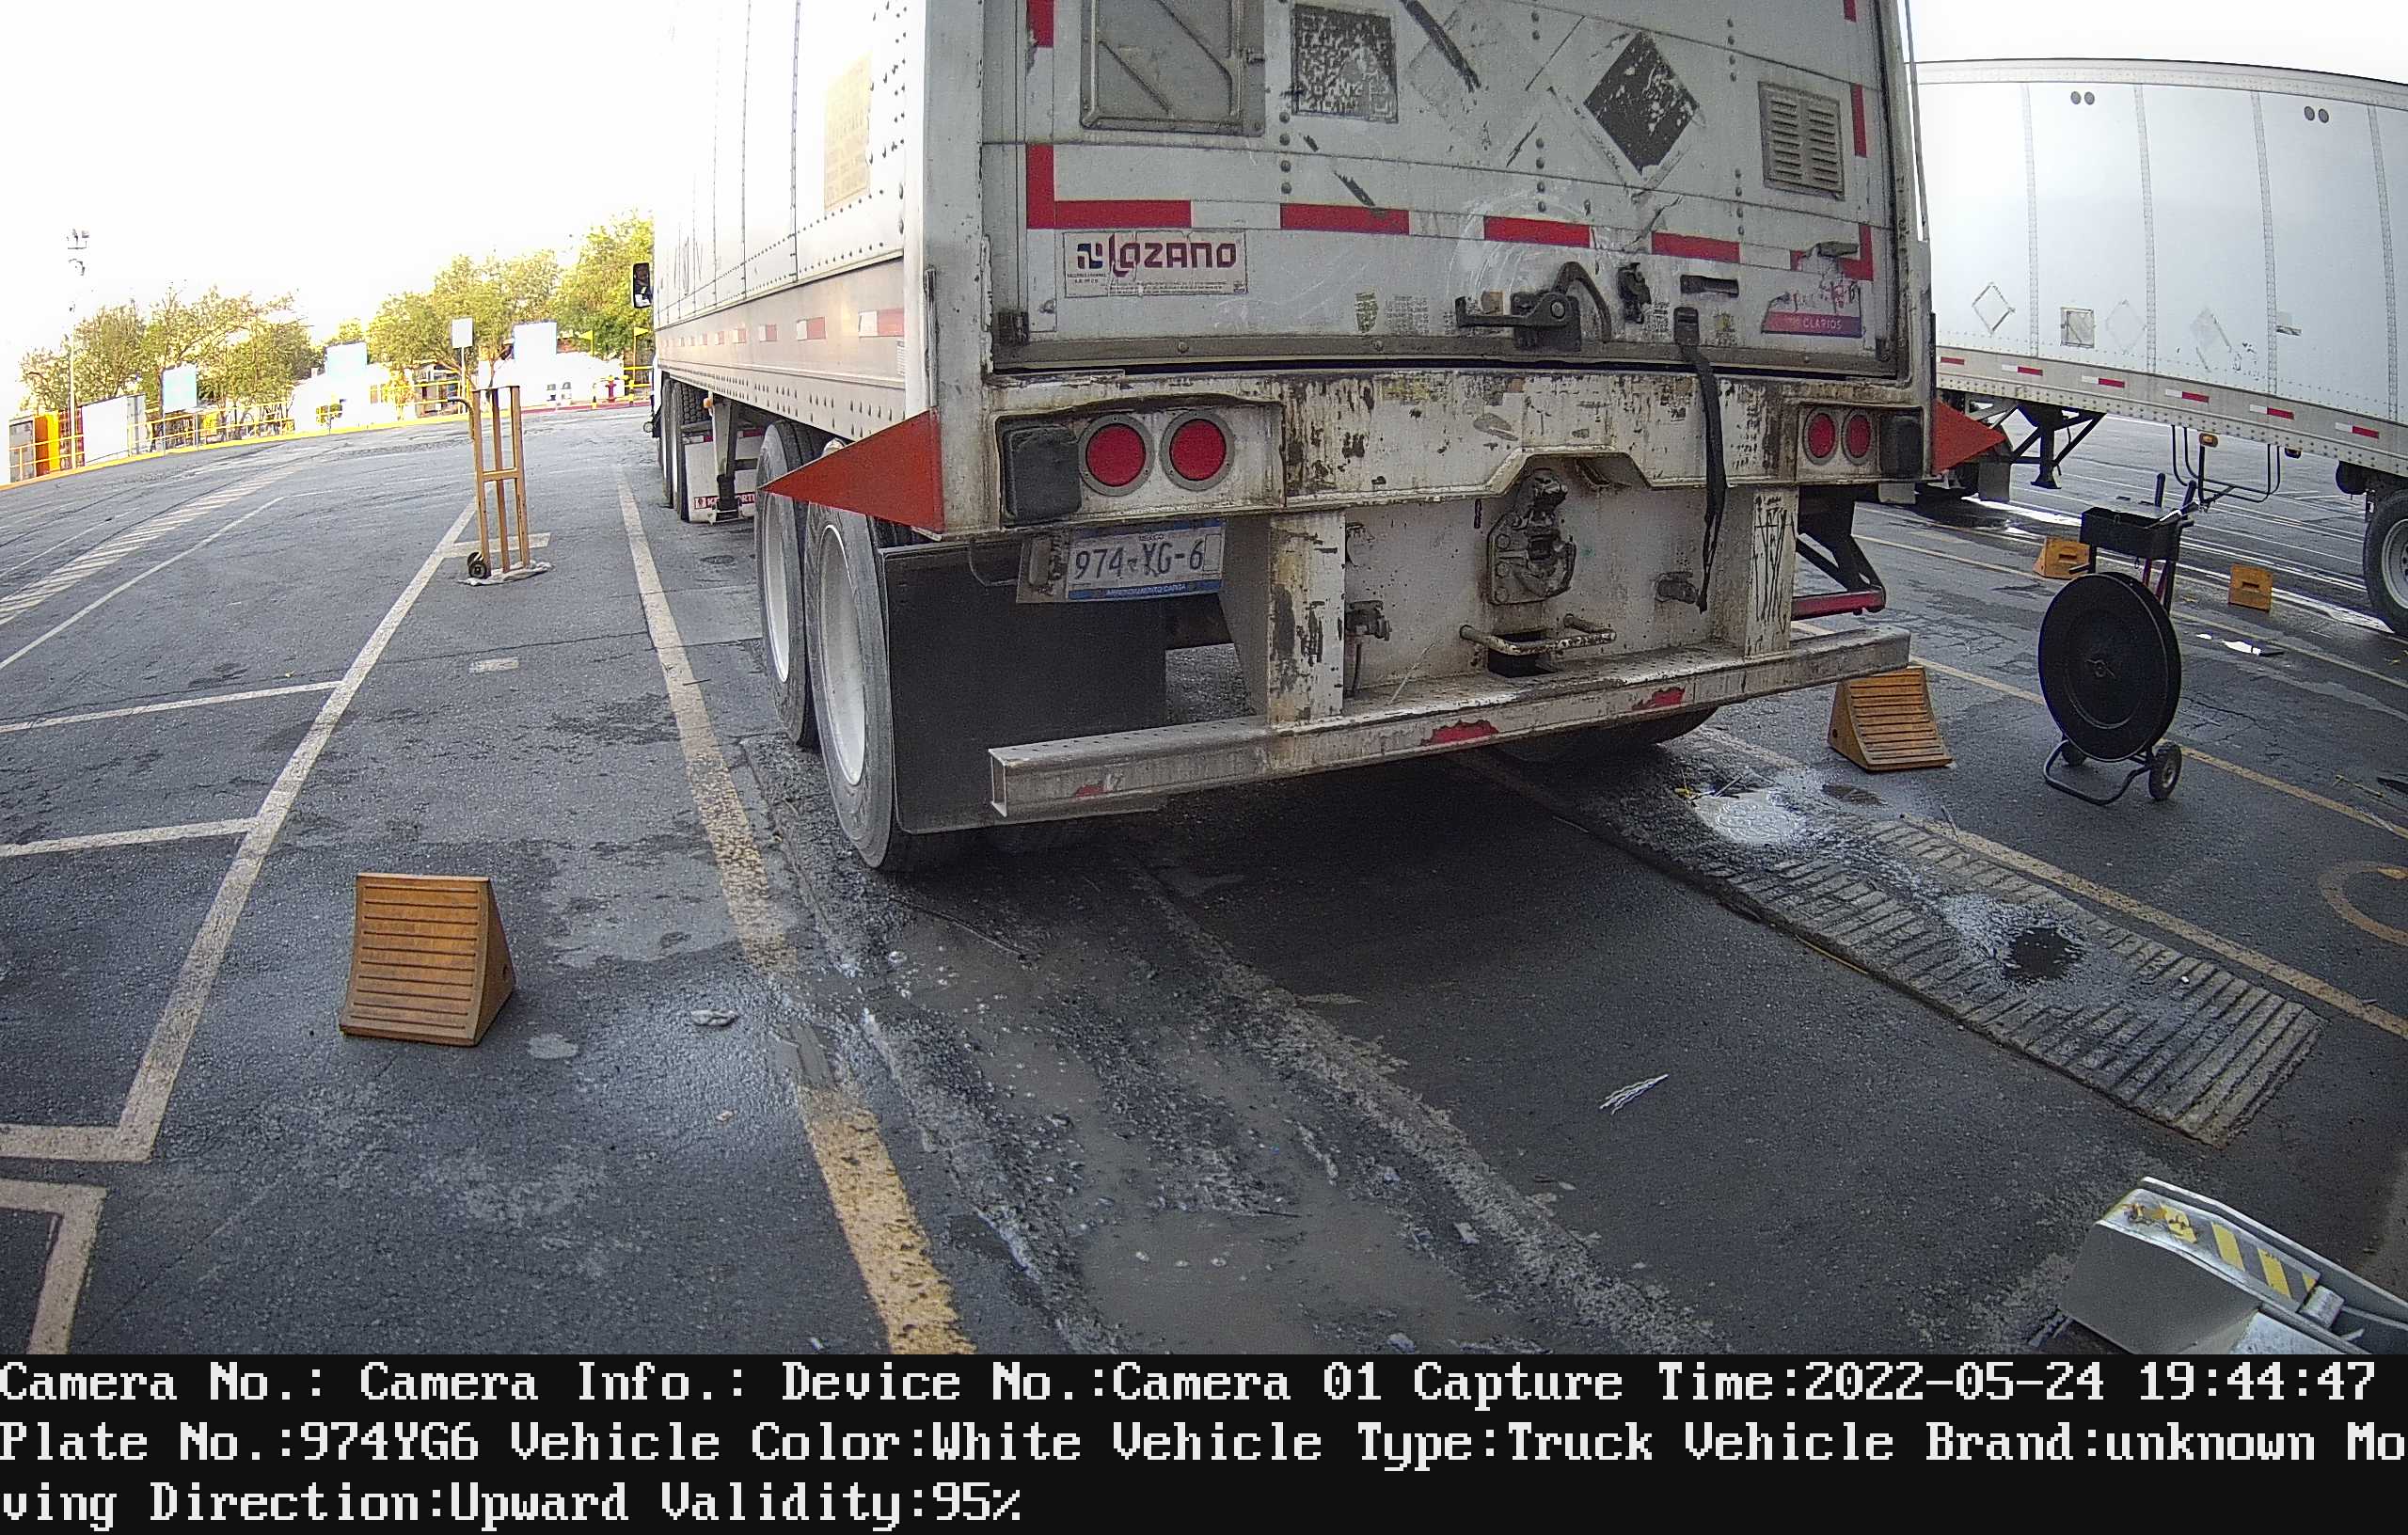 Lozano
CLARIOS
MEXICO
974-YG-6
Camera No.: Camera Info.: Device No.:Camera 01 Capture Time:2022-05-24 19:44:47
Plate No.:974YG6 Vehicle Color:White Vehicle Type:Truck Vehicle Brand:unknown Mo
ving Direction:Upward Validity:95%